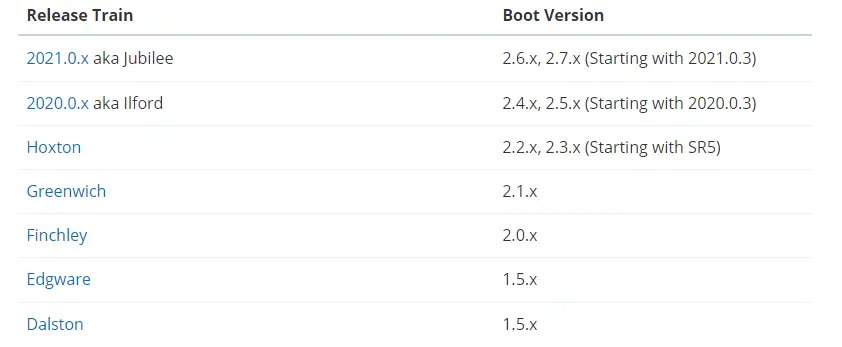 Release Train Boot Version
2021.0.x aka Jubilee 2.6.x, 2.7.x (Starting with 2021.0.3)
2020.0.x aka Ilford 2.4.x, 2.5.x (Starting with 2020.0.3)
Hoxton 2.2.x, 2.3.x (Starting with SR5)
Greenwich 2.1.x
Finchley 2.0.x
Edgware 1.5.x
Dalston 1.5.x